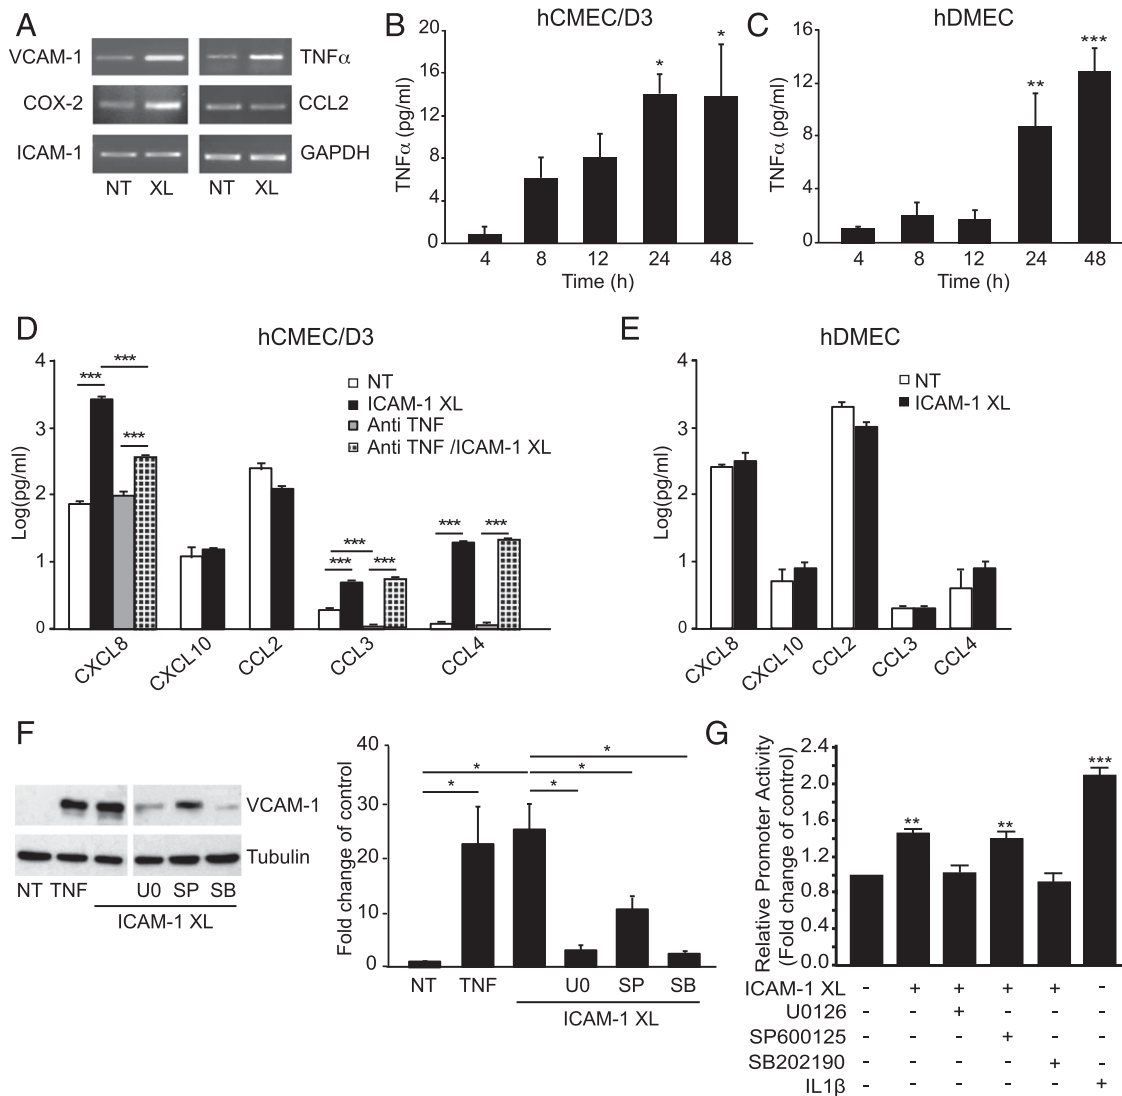 A
VCAM-1
TNFα
COX-2
CCL2
ICAM-1
GAPDH
NT XL NT XL
B
hCMEC/D3
TNFα (pg/ml)
20
16
12
8
4
0
*
*
4 8 12 24 48
Time (h)
C
hDMEC
TNFα (pg/ml)
16
12
8
4
0
**
***
4 8 12 24 48
Time (h)
D
hCMEC/D3
Log(pg/ml)
4
3
2
1
0
NT
ICAM-1 XL
Anti TNF
Anti TNF /ICAM-1 XL
***
***
***
***
***
***
***
***
CXL8 CXCL10 CCL2 CCL3 CCL4
E
hDMEC
Log(pg/ml)
4
3
2
1
0
NT
ICAM-1 XL
CXCL8 CXCL10 CCL2 CCL3 CCL4
F
VCAM-1
Tubulin
NT TNF U0 SP SB
ICAM-1 XL
Fold change of control
40
30
20
10
0
*
*
*
*
*
NT TNF U0 SP SB
ICAM-1 XL
G
Relative Promoter Activity
(Fold change of control)
2.4
2.0
1.6
1.2
0.8
0.4
0.0
**
**
***
ICAM-1 XL - + + + + -
U0126 - - + - - -
SP600125 - - - + - -
SB202190 - - - - + -
IL1β - - - - - +